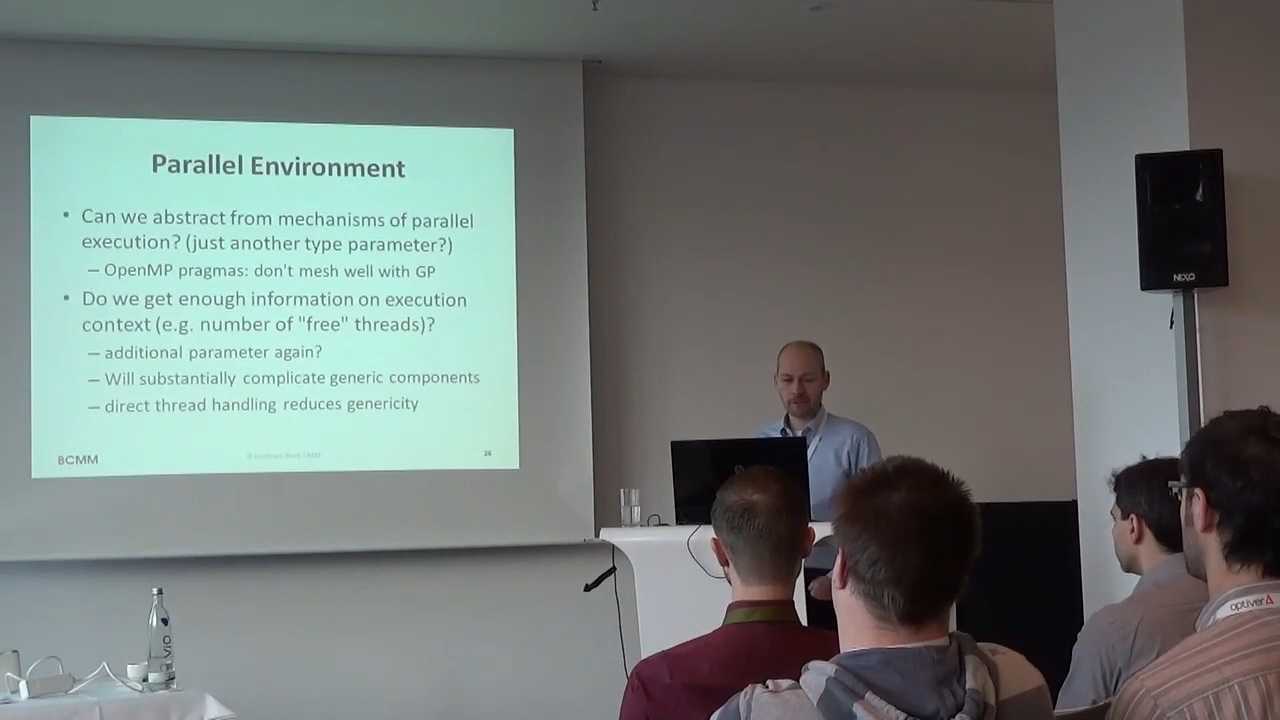 Parallel Environment
• Can we abstract from mechanisms of parallel
execution? (just another type parameter?)
– OpenMP pragmas: don't mesh well with GP
• Do we get enough information on execution
context (e.g. number of "free" threads)?
– additional parameter again?
– Will substantially complicate generic components
– direct thread handling reduces genericity
BCMM
26
NEXO
optiver